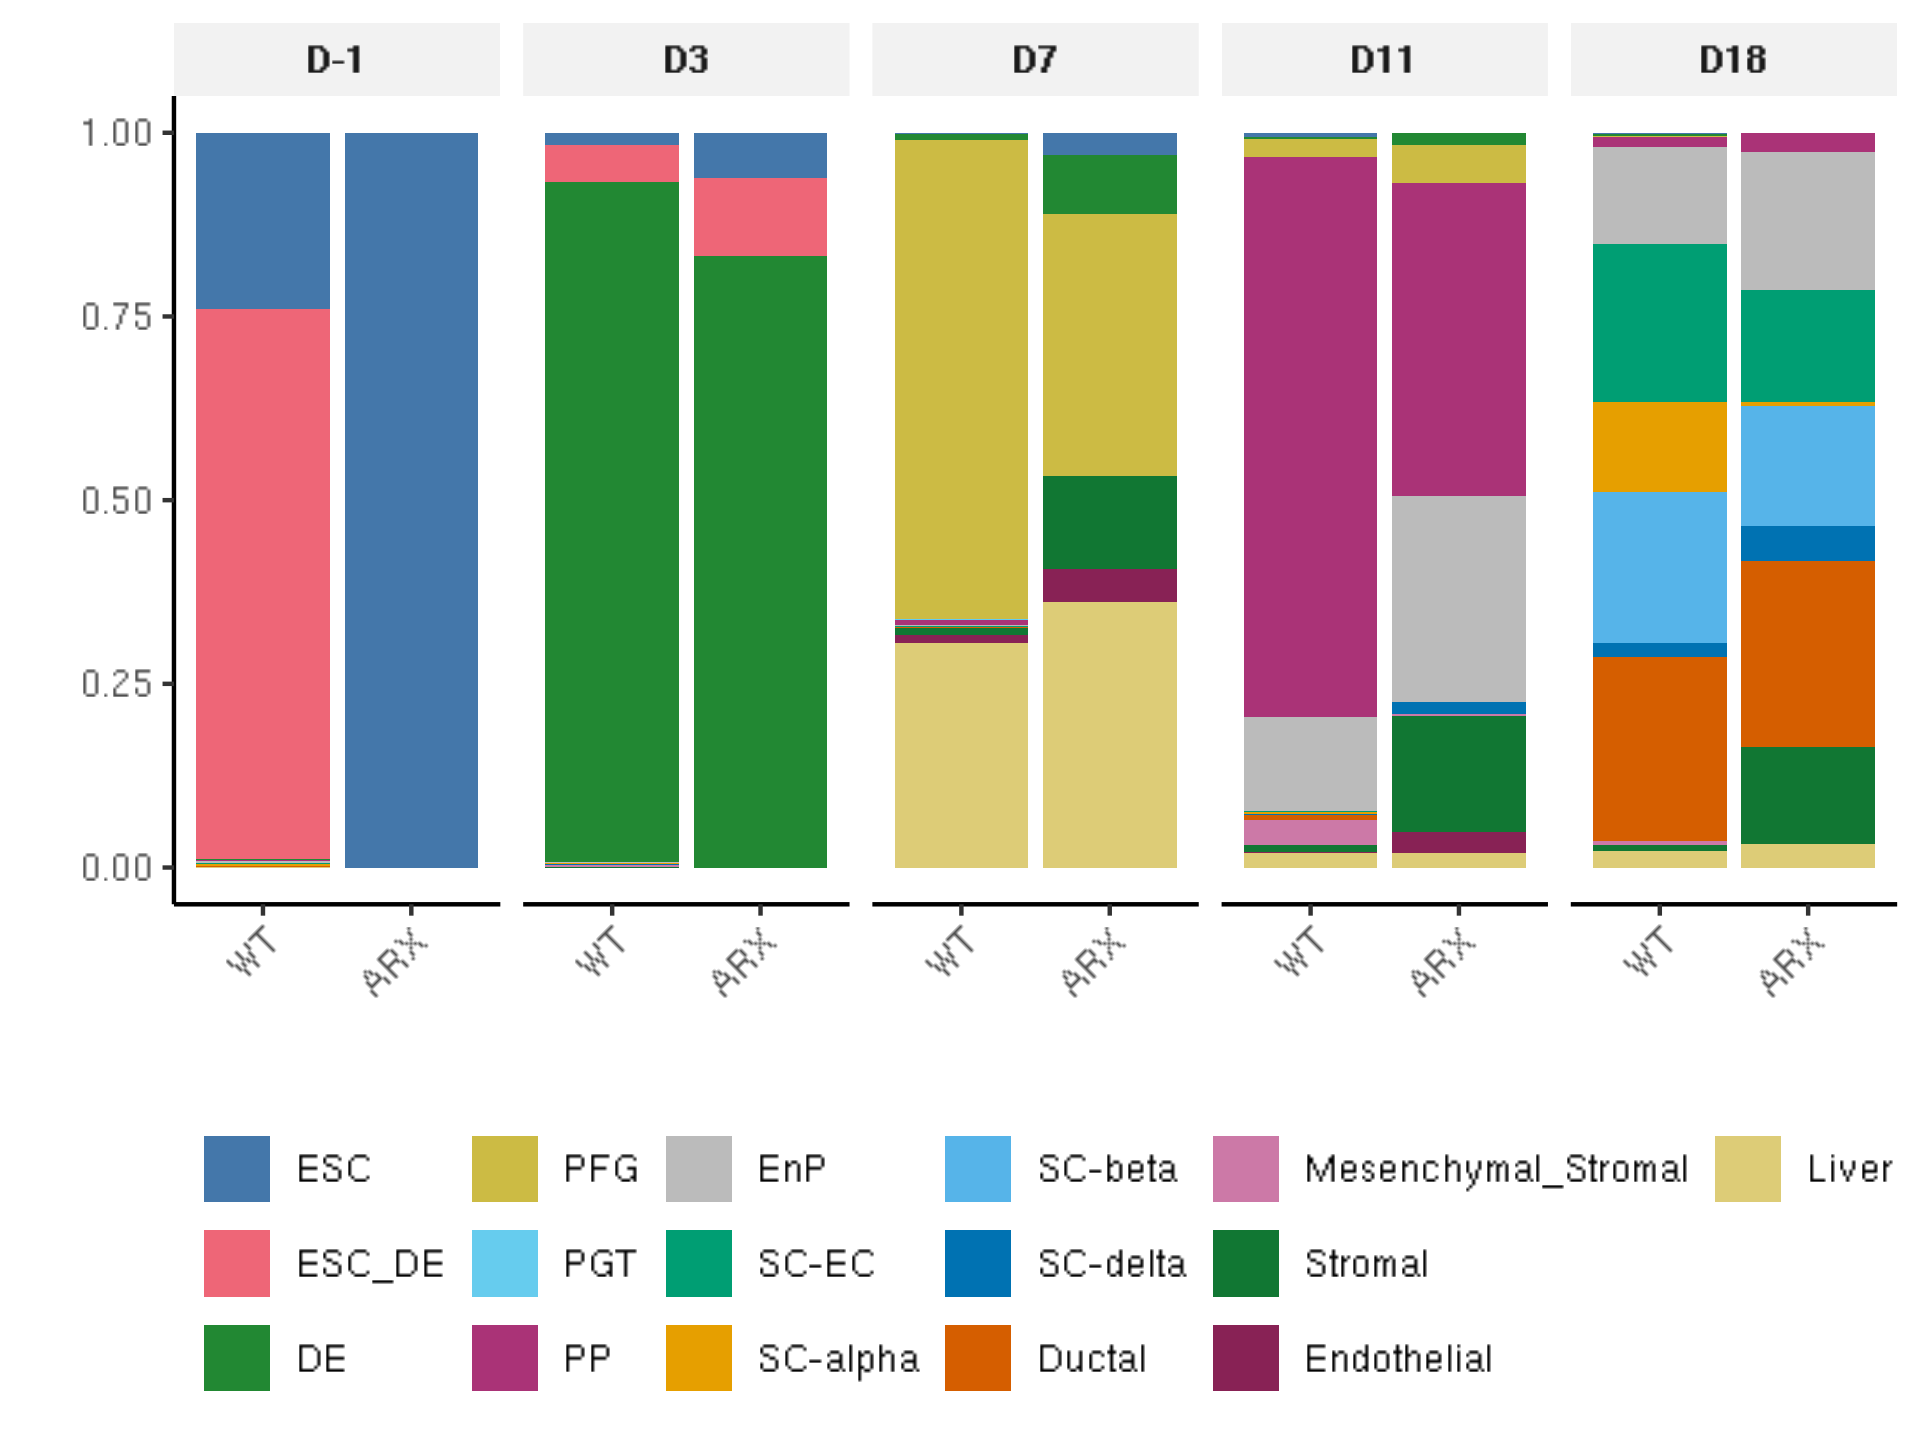 D-1 D3 D7 D11 D18
1.00
0.75
0.50
0.25
0.00
WT ARX WT ARX WT ARX WT ARX WT ARX
ESC PFG EnP SC-beta Mesenchymal_Stromal Liver
ESC_DE PGT SC-EC SC-delta Stromal
DE PP SC-alpha Ductal Endothelial